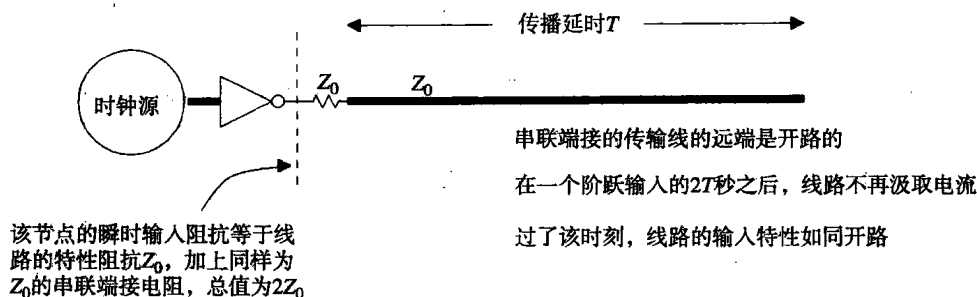 传播延时T
Z0
Z0
时钟源
串联端接的传输线的远端是开路的
在一个阶跃输入的2T秒之后，线路不再汲取电流
过了该时刻，线路的输入特性如同开路
该节点的瞬时输入阻抗等于线
路的特性阻抗Z0，加上同样为
Z0的串联端接电阻，总值为2Z0